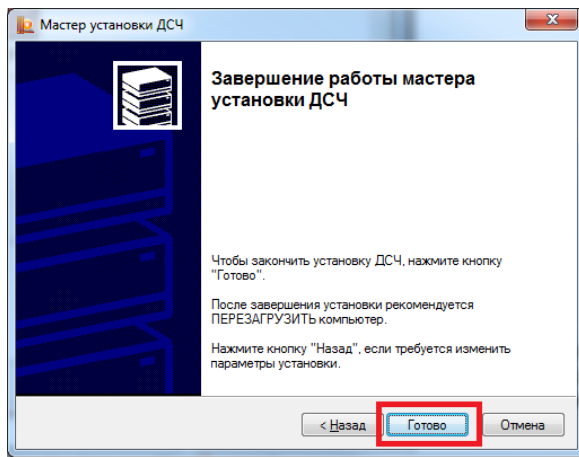 Мастер установки ДСЧ
Завершение работы мастера
установки ДСЧ
Чтобы закончить установку ДСЧ, нажмите кнопку
"Готово".
После завершения установки рекомендуется
ПЕРЕЗАГРУЗИТЬ компьютер.
Нажмите кнопку "Назад", если требуется изменить
параметры установки.
< Назад Готово Отмена